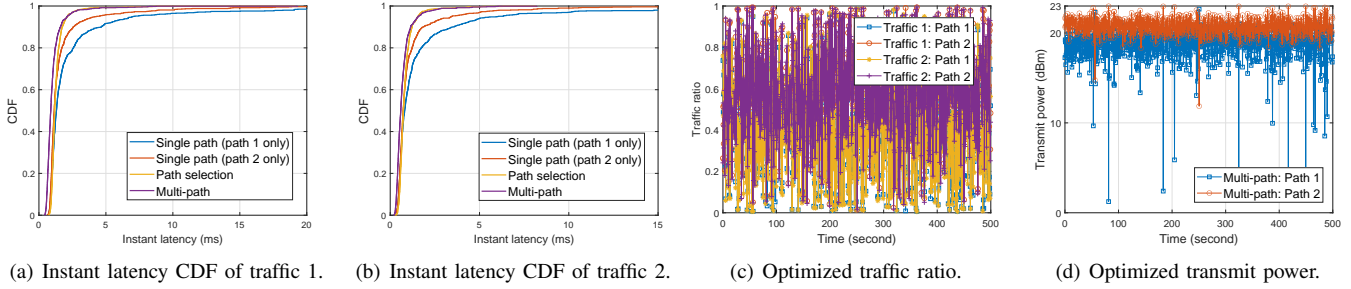 CDF
1
0.8
0.6
0.4
0.2
0
Single path (path 1 only)
Single path (path 2 only)
Path selection
Multi-path
0 5 10 15 20
Instant latency (ms)
(a) Instant latency CDF of traffic 1.
CDF
1
0.8
0.6
0.4
0.2
0
Single path (path 1 only)
Single path (path 2 only)
Path selection
Multi-path
0 5 10 15
Instant latency (ms)
(b) Instant latency CDF of traffic 2.
Traffic ratio
1
0.8
0.6
0.4
0.2
0
Traffic 1: Path 1
Traffic 1: Path 2
Traffic 2: Path 1
Traffic 2: Path 2
0 100 200 300 400 500
Time (second)
(c) Optimized traffic ratio.
Transmit power (dBm)
23
20
10
0
Multi-path: Path 1
Multi-path: Path 2
0 100 200 300 400 500
Time (second)
(d) Optimized transmit power.